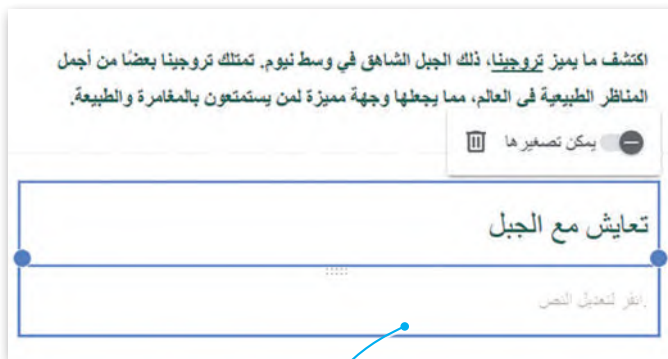 اكتشف ما يميز تروجينا، ذلك الجبل الشاهق في وسط نيوم. تمتلك تروجينا بعضًا من أجمل
المناظر الطبيعية في العالم، مما يجعلها وجهة مميزة لمن يستمتعون بالمغامرة والطبيعة.
يمكن تصغيرها
تعايش مع الجبل
.انقر لتعديل النص